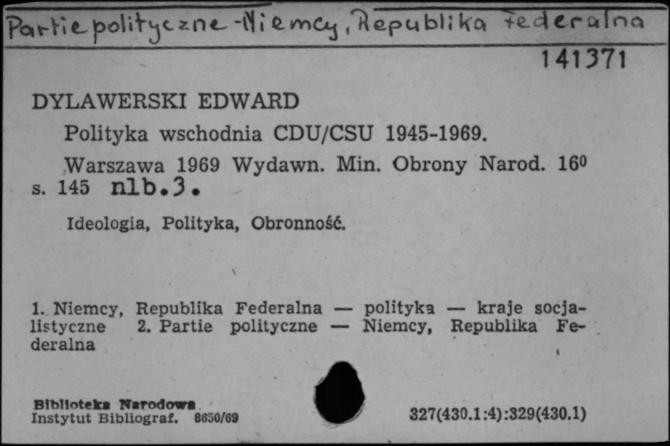 Partie polityczne - Niemcy, Republika Federalna
141371
DYLAWERSKI EDWARD
Polityka wschodnia CDU/CSU 1945-1969.
Warszawa 1969 Wydawn. Min. Obrony Narod. 16⁰
s. 145 nlb.3.
Ideologia, Polityka, Obronność.
1. Niemcy, Republika Federalna — polityka — kraje socja-
listyczne 2. Partie polityczne — Niemcy, Republika Fe-
deralna
Biblioteka Narodowa
Instytut Bibliograf. 8650/69
327(430.1:4):329(430.1)